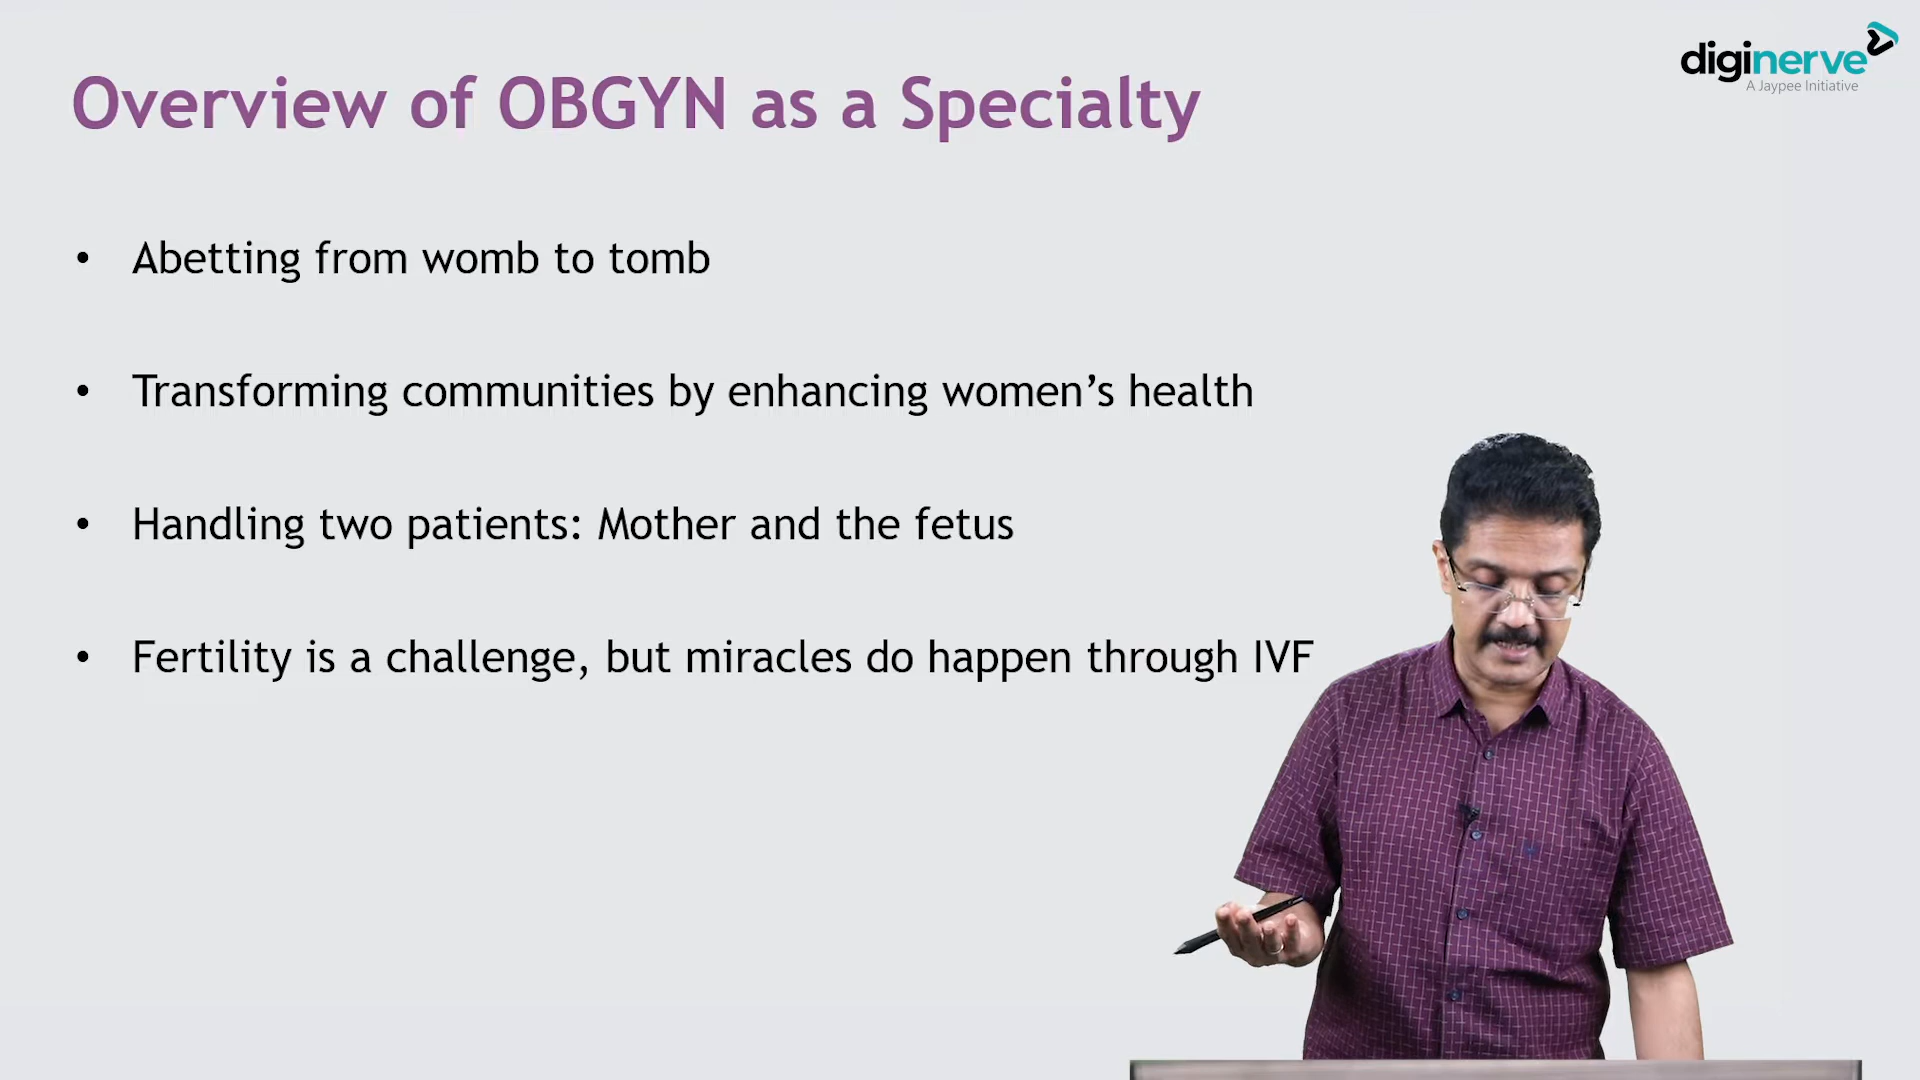 diginerve
A Jaypee Initiative
Overview of OBGYN as a Specialty
• Abetting from womb to tomb
• Transforming communities by enhancing women’s health
• Handling two patients: Mother and the fetus
• Fertility is a challenge, but miracles do happen through IVF